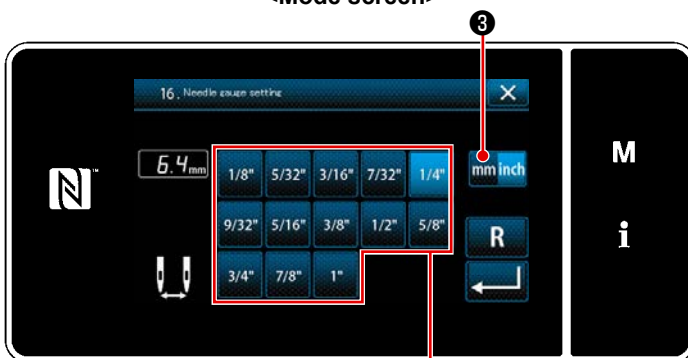 <Mode screen>
❸
16. Needle gauge setting
6.4mm
1/8" 5/32" 3/16" 7/32" 1/4"
mm inch
9/32" 5/16" 3/8" 1/2" 5/8"
R
3/4" 7/8" 1"
M
i